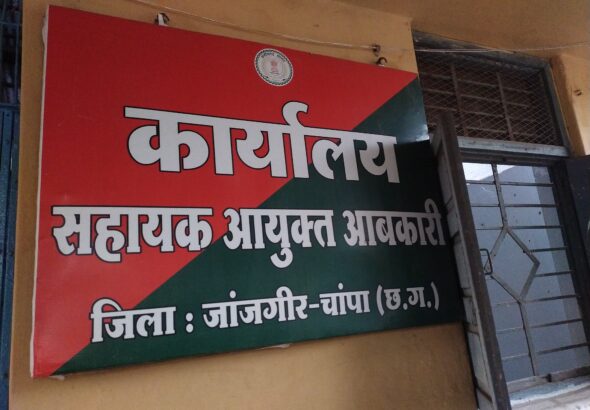 कार्यालय
सहायक आयुक्त आबकारी
जिला : जांजगीर-चांपा (छ.ग.)